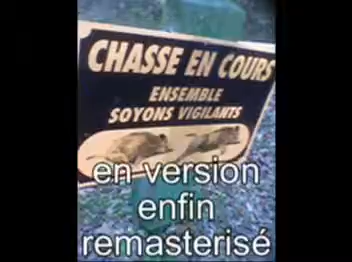 CHASSE EN COURS
ENSEMBLE
SOYONS VIGILANTS
en version
enfin
remasterisé